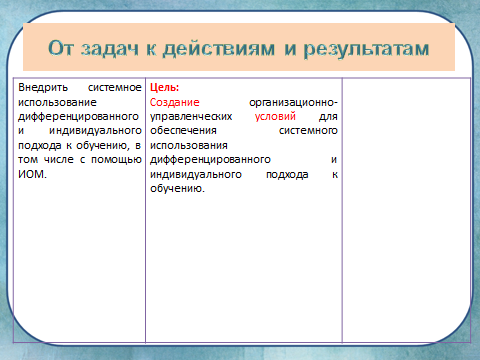 От задач к действиям и результатам
Внедрить системное
использование
дифференцированного
и индивидуального
подхода к обучению, в
том числе с помощью
ИОМ.
Цель:
Создание организационно-
управленческих условий для
обеспечения системного
использования
дифференцированного и
индивидуального подхода к
обучению.